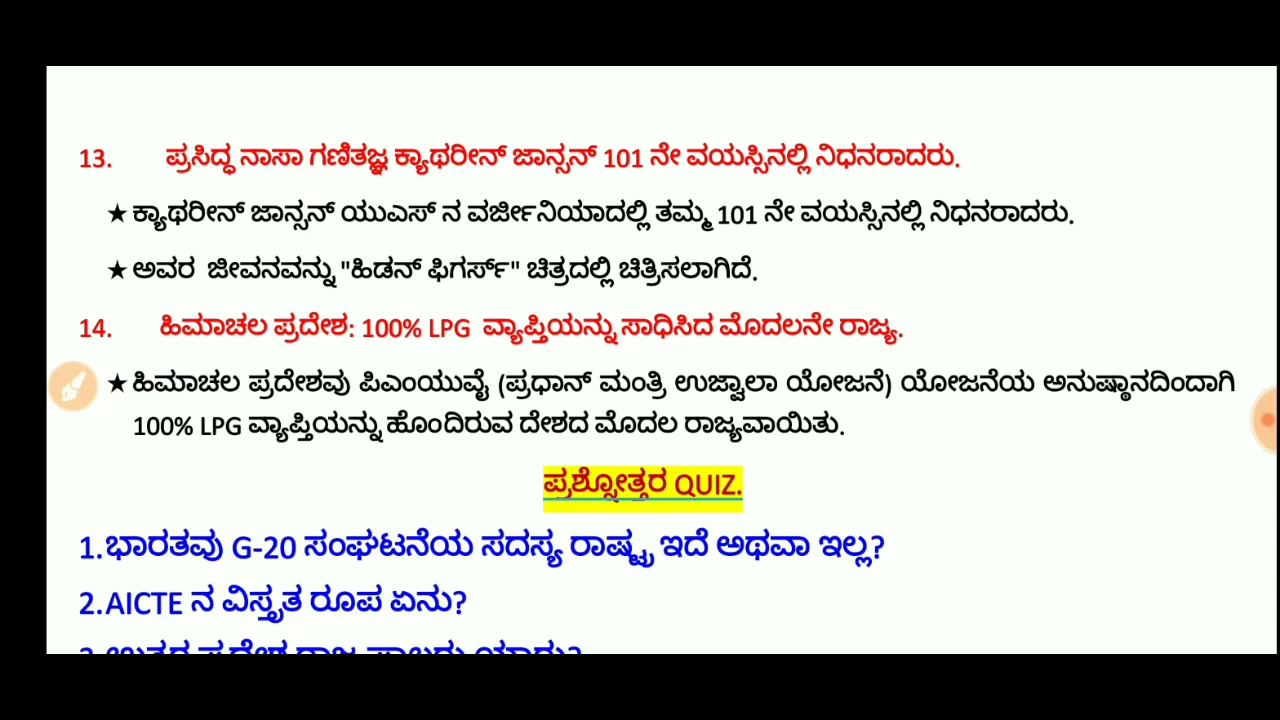 13. ಪ್ರಸಿದ್ಧ ನಾಸಾ ಗಣಿತಜ್ಞ ಕ್ಯಾಥರೀನ್ ಜಾನ್ಸನ್ 101 ನೇ ವಯಸ್ಸಿನಲ್ಲಿ ನಿಧನರಾದರು.
★ ಕ್ಯಾಥರೀನ್ ಜಾನ್ಸನ್ ಯುಎಸ್ ನ ವರ್ಜೀನಿಯಾದಲ್ಲಿ ತಮ್ಮ 101 ನೇ ವಯಸ್ಸಿನಲ್ಲಿ ನಿಧನರಾದರು.
★ ಅವರ ಜೀವನವನ್ನು "ಹಿಡನ್ ಫಿಗರ್ಸ್" ಚಿತ್ರದಲ್ಲಿ ಚಿತ್ರಿಸಲಾಗಿದೆ.
14. ಹಿಮಾಚಲ ಪ್ರದೇಶ: 100% LPG ವ್ಯಾಪ್ತಿಯನ್ನು ಸಾಧಿಸಿದ ಮೊದಲನೇ ರಾಜ್ಯ.
★ ಹಿಮಾಚಲ ಪ್ರದೇಶವು ಪಿಎಂಯುವೈ (ಪ್ರಧಾನ್ ಮಂತ್ರಿ ಉಜ್ವಾಲಾ ಯೋಜನೆ) ಯೋಜನೆಯ ಅನುಷ್ಠಾನದಿಂದಾಗಿ
100% LPG ವ್ಯಾಪ್ತಿಯನ್ನು ಹೊಂದಿರುವ ದೇಶದ ಮೊದಲ ರಾಜ್ಯವಾಯಿತು.
ಪ್ರಶ್ನೋತ್ತರ QUIZ.
1.ಭಾರತವು G-20 ಸಂಘಟನೆಯ ಸದಸ್ಯ ರಾಷ್ಟ್ರ ಇದೆ ಅಥವಾ ಇಲ್ಲ?
2.AICTE ನ ವಿಸ್ತೃತ ರೂಪ ಏನು?